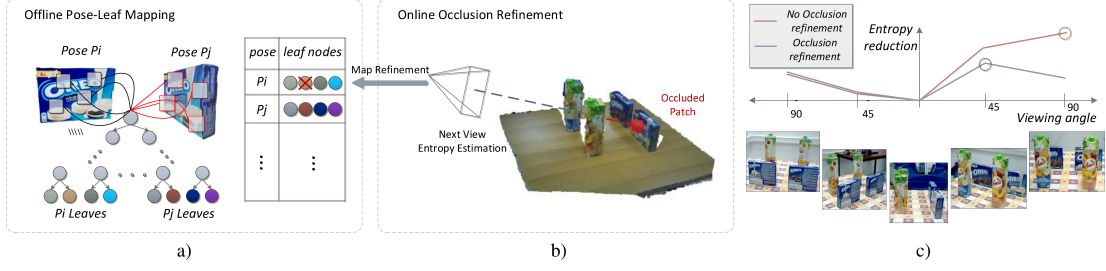 Offline Pose-Leaf Mapping
Pose Pi
Pose Pj
OREO
Pi Leaves
Pj Leaves
pose
leaf nodes
Pi
Pj
a)
Online Occlusion Refinement
Map Refinement
Next View
Entropy Estimation
Occluded
Patch
b)
No Occlusion
refinement
Occlusion
refinement
Entropy
reduction
90
45
45
90
Viewing angle
c)